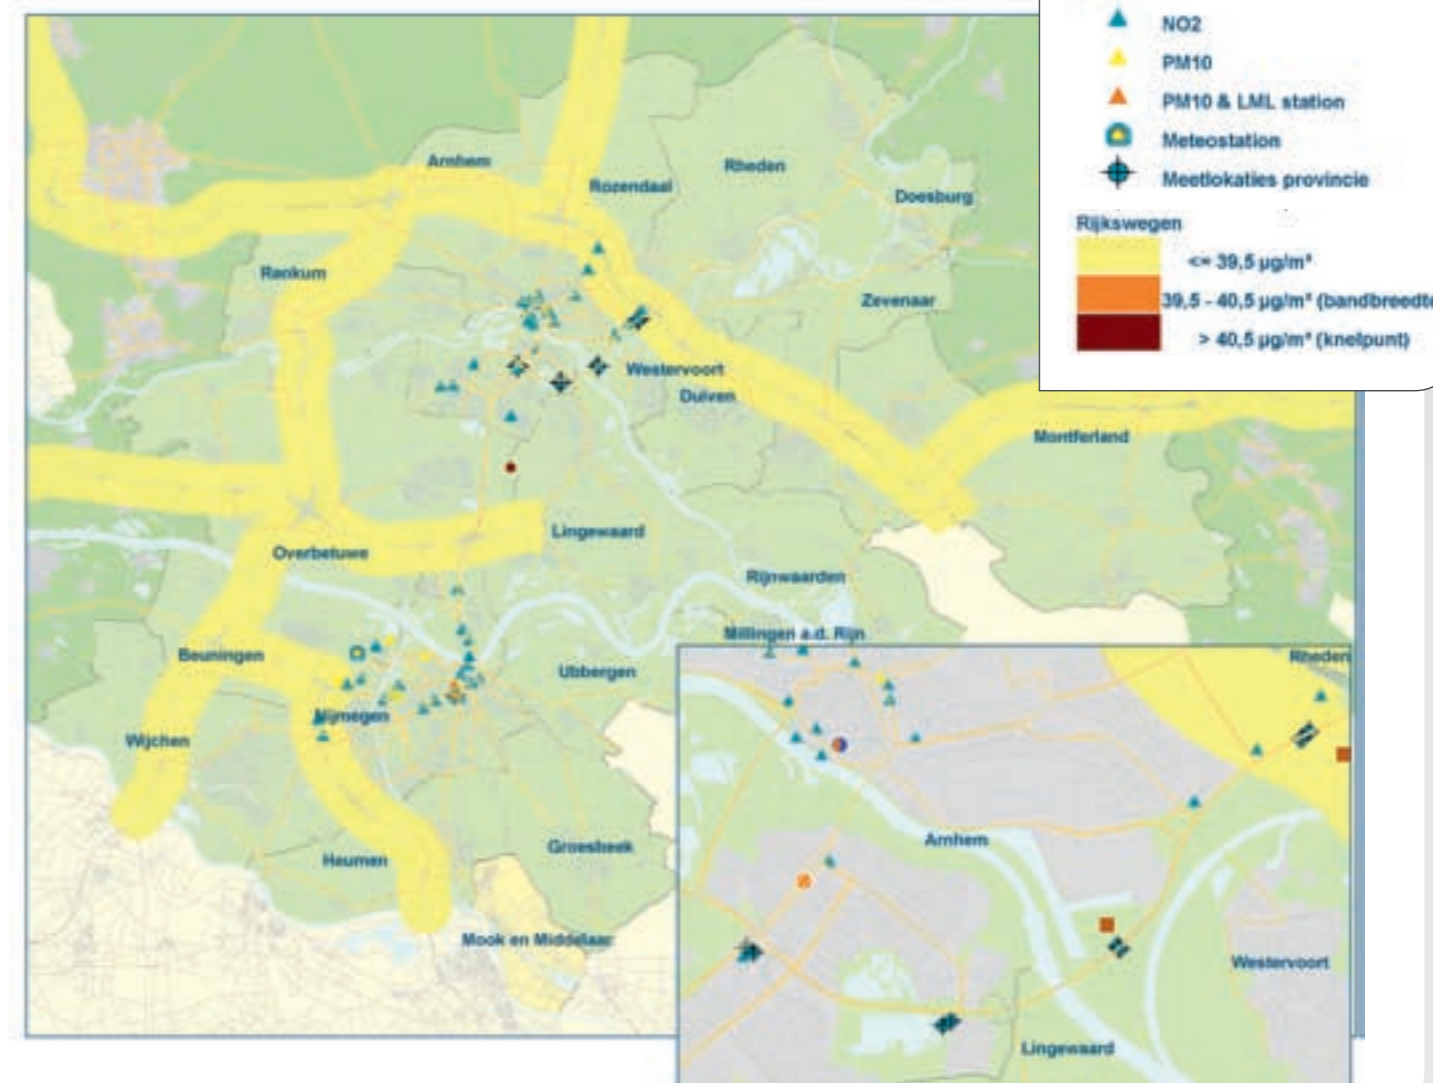 NO2
PM10
PM10 & LML station
Meteostation
Meetlokaties provincie
Rijkswegen
<= 39,5 µg/m³
39,5 - 40,5 µg/m³ (bandbreedte
> 40,5 µg/m³ (knelpunt)
Arnhem
Rheden
Rozendaal
Doesburg
Renkum
Zevenaar
Westervoort
Duiven
Montferland
Lingewaard
Overbetuwe
Rijnwaarden
Millingen a.d. Rijn
Beuningen
Ubbergen
Nijmegen
Wijchen
Heumen
Groesbeek
Mook en Middelaar
Rheden
Arnhem
Westervoort
Lingewaard